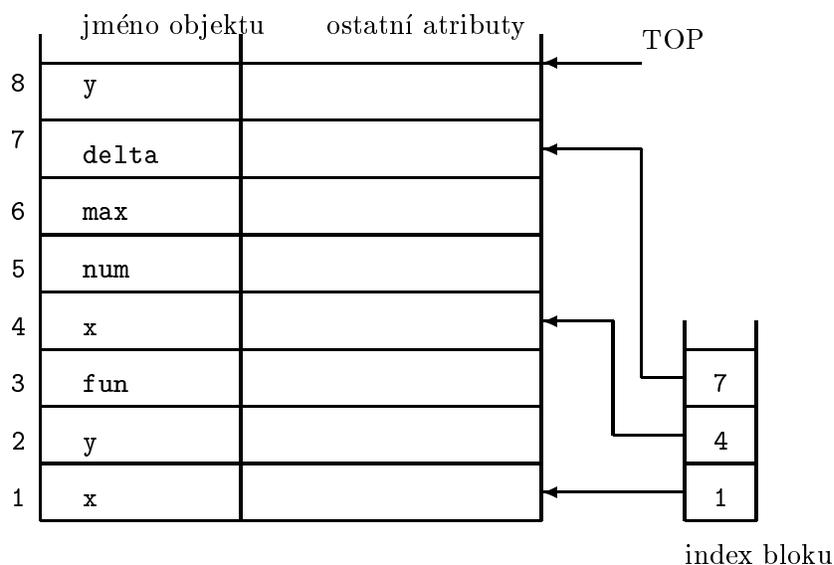 jméno objektu ostatní atributy
TOP
8 y
7 delta
6 max
5 num
4 x
3 fun 7
2 y 4
1 x 1
index bloku